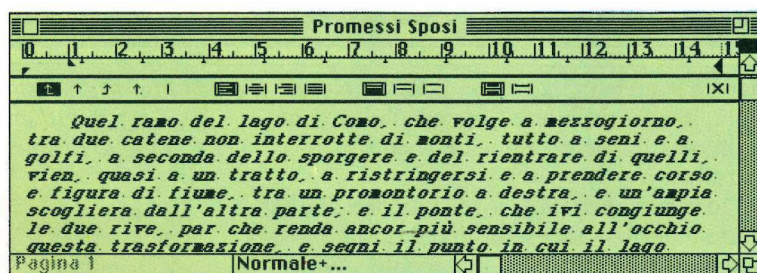 Promessi Sposi
0 1 2 3 4 5 6 7 8 9 10 11 12 13 14 15
Quel ramo del lago di Como, che volge a mezzogiorno,
tra due catene non interrotte di monti, tutto a seni e a
golfi, a seconda dello sporgere e del rientrare di quelli,
vien, quasi a un tratto, a ristringersi e a prendere corso
e figura di fiume, tra un promontorio a destra, e un'ampia
scogliera dall'altra parte; e il ponte, che ivi congiunge
le due rive, par che renda ancor più sensibile all'occhio
questa trasformazione, e segni il punto in cui il lago
Pagina 1 Normale+...